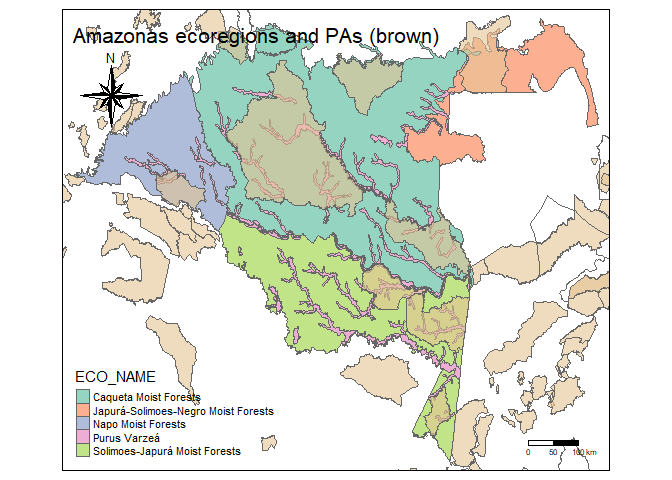 Amazonas ecoregions and PAs (brown)
N
ECO_NAME
Caqueta Moist Forests
Japurá-Solimoes-Negro Moist Forests
Napo Moist Forests
Purus Varzeá
Solimoes-Japurá Moist Forests
0 50 100 km